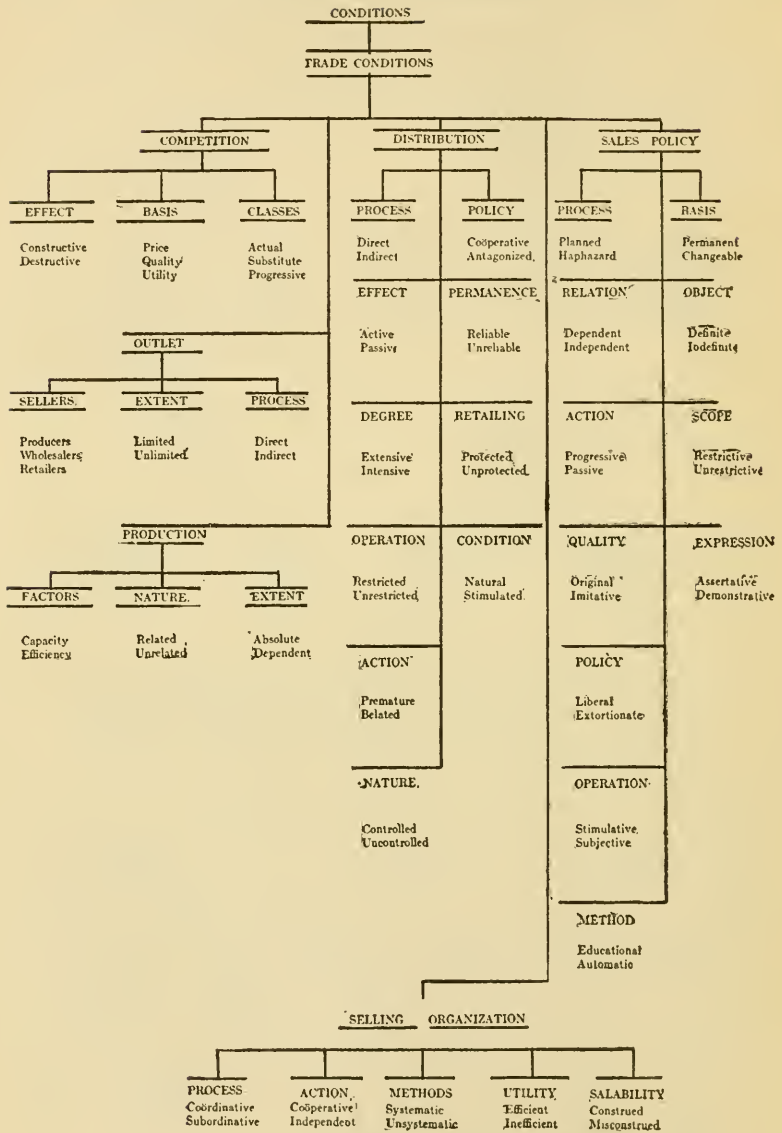 CONDITIONS
TRADE CONDITIONS
COMPETITION
EFFECT
Constructive
Destructive
BASIS
Price
Quality
Utility
CLASSES
Actual
Substitute
Progressive
OUTLET
SELLERS.
Producers
Wholesalers
Retailers
EXTENT
Limited
Unlimited
PROCESS
Direct
Indirect
PRODUCTION
FACTORS
Capacity
Efficiency
NATURE.
Related
Unrelated
EXTENT
Absolute
Dependent
DISTRIBUTION
PROCESS
Direct
Indirect
POLICY
Coöperative
Antagonized.
EFFECT
Active
Passive
PERMANENCE
Reliable
Unreliable
DEGREE
Extensive
Intensive
RETAILING
Protected
Unprotected.
OPERATION
Restricted
Unrestricted
CONDITION
Natural
Stimulated.
ACTION
Premature
Belated
NATURE.
Controlled
Uncontrolled
SALES POLICY
PROCESS
Planned
Haphazard
BASIS
Permanent
Changeable
RELATION
Dependent
Independent
OBJECT
Definite
Indefinite
ACTION
Progressive
Passive
SCOPE
Restrictive
Unrestrictive
QUALITY
Original
Imitative
EXPRESSION
Assertative
Demonstrative
POLICY
Liberal
Extortionate
OPERATION
Stimulative.
Subjective
METHOD
Educational
Automatic
SELLING ORGANIZATION
PROCESS
Coördinative
Subordinative
ACTION.
Coöperative
Independent
METHODS
Systematic
Unsystematic
UTILITY.
Efficient
Inefficient
SALABILITY
Construed
Misconstrued